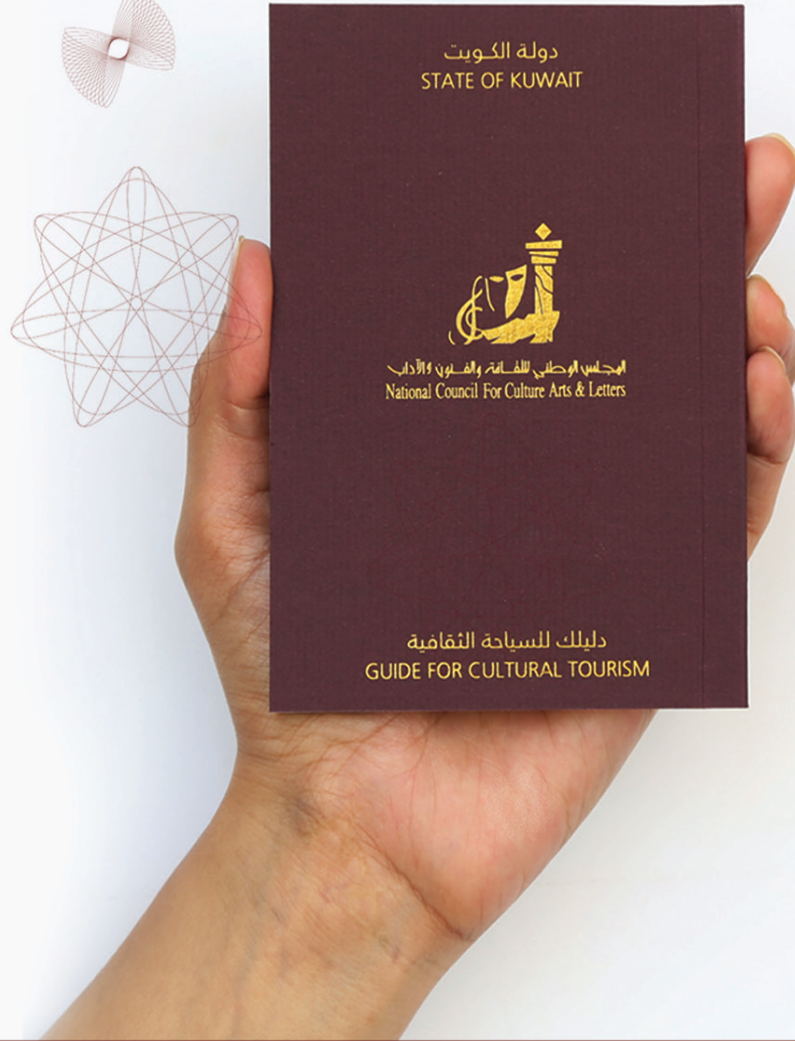 دولة الكويت
STATE OF KUWAIT
المجلس الوطني للثقافة والفنون والآداب
National Council For Culture Arts & Letters
دليلك للسياحة الثقافية
GUIDE FOR CULTURAL TOURISM